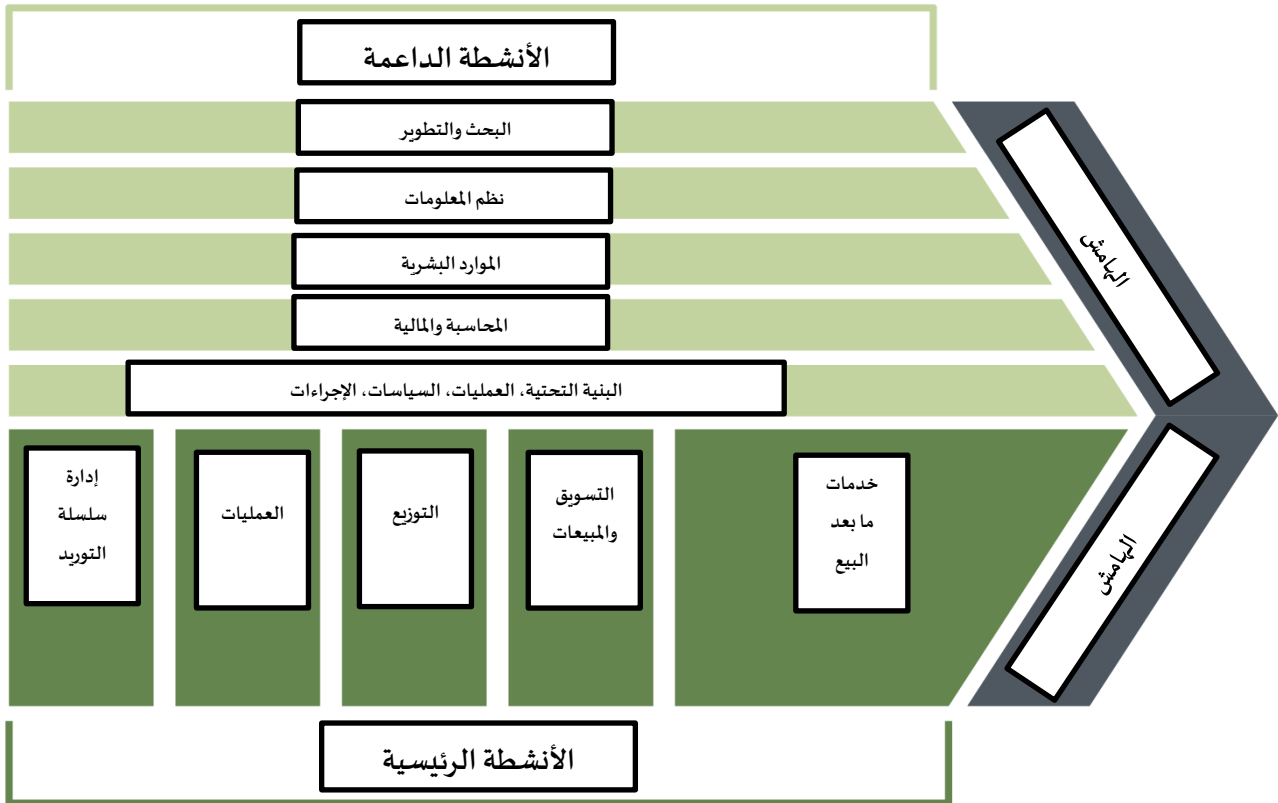 الأنشطة الداعمة
البحث والتطوير
نظم المعلومات
الموارد البشرية
المحاسبة والمالية
البنية التحتية، العمليات، السياسات، الإجراءات
الهامش
إدارة
سلسلة
التوريد
العمليات
التوزيع
التسويق
والمبيعات
خدمات
ما بعد
البيع
الهامش
الأنشطة الرئيسية